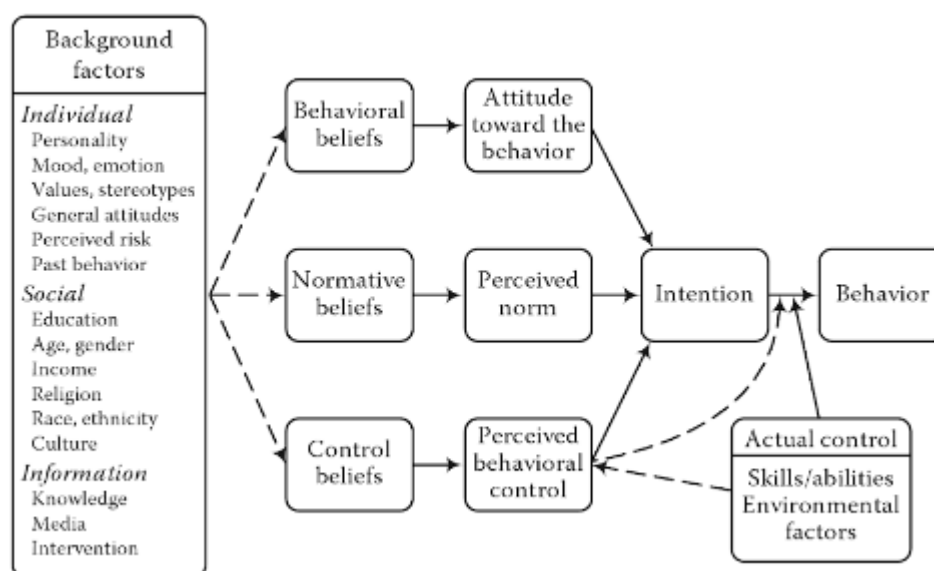 Background
factors
Individual
Personality
Mood, emotion
Values, stereotypes
General attitudes
Perceived risk
Past behavior
Social
Education
Age, gender
Income
Religion
Race, ethnicity
Culture
Information
Knowledge
Media
Intervention
Behavioral
beliefs
Attitude
toward the
behavior
Normative
beliefs
Perceived
norm
Intention
Behavior
Control
beliefs
Perceived
behavioral
control
Actual control
Skills/abilities
Environmental
factors